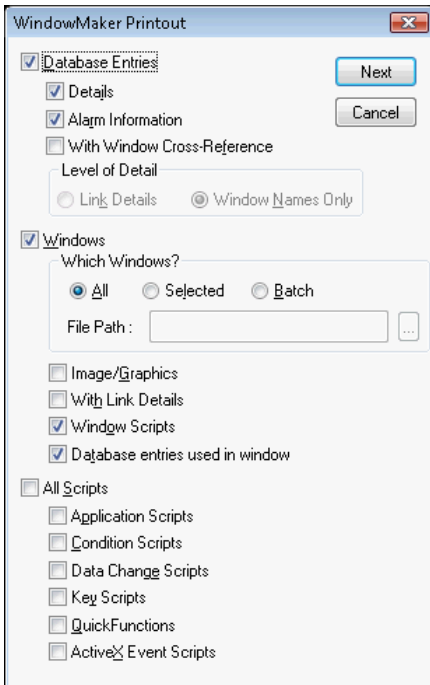 WindowMaker Printout
Database Entries
Next
Details
Alarm Information
Cancel
With Window Cross-Reference
Level of Detail
Link Details Window Names Only
Windows
Which Windows?
All Selected Batch
File Path : ...
Image/Graphics
With Link Details
Window Scripts
Database entries used in window
All Scripts
Application Scripts
Condition Scripts
Data Change Scripts
Key Scripts
QuickFunctions
ActiveX Event Scripts